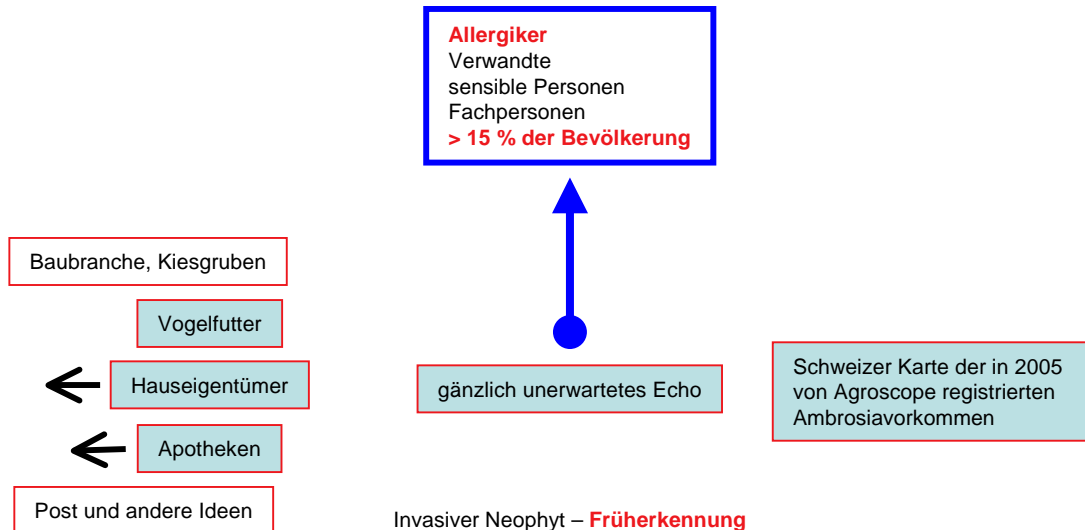 Allergiker
Verwandte
sensible Personen
Fachpersonen
> 15 % der Bevölkerung
Baubranche, Kiesgruben
Vogelfutter
Hauseigentümer
Apotheken
Post und andere Ideen
gänzlich unerwartetes Echo
Schweizer Karte der in 2005
von Agroscope registrierten
Ambrosiavorkommen
Invasiver Neophyt – Früherkennung